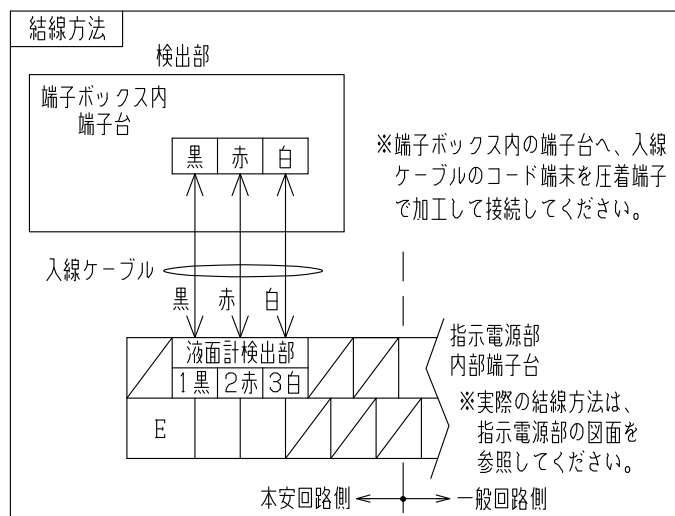 結線方法
検出部
端子ボックス内
端子台
黒 赤 白
※端子ボックス内の端子台へ、入線
ケーブルのコード端末を圧着端子
で加工して接続してください。
入線ケーブル
黒 赤 白
液面計検出部
1黒 2赤 3白
E
指示電源部
内部端子台
※実際の結線方法は、
指示電源部の図面を
参照してください。
本安回路側
一般回路側